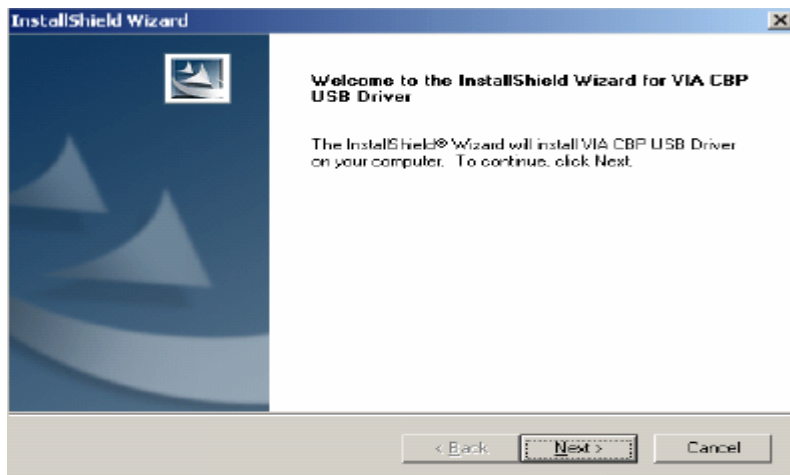 InstallShield Wizard
Welcome to the InstallShield Wizard for VIA CBP
USB Driver
The InstallShield® Wizard will install VIA CBP USB Driver
on your computer. To continue, click Next.
< Back
Next >
Cancel